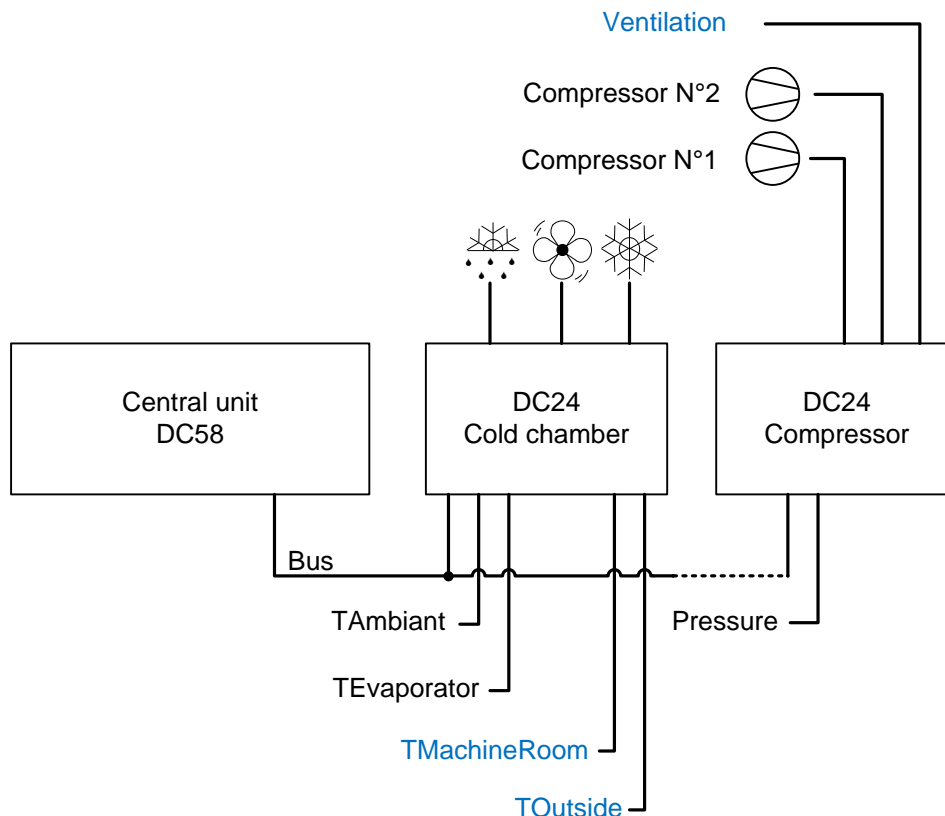 Ventilation
Compressor N°2
Compressor N°1
Central unit
DC58
DC24
Cold chamber
DC24
Compressor
Bus
TAmbiant
Pressure
TEvaporator
TMachineRoom
TOutside